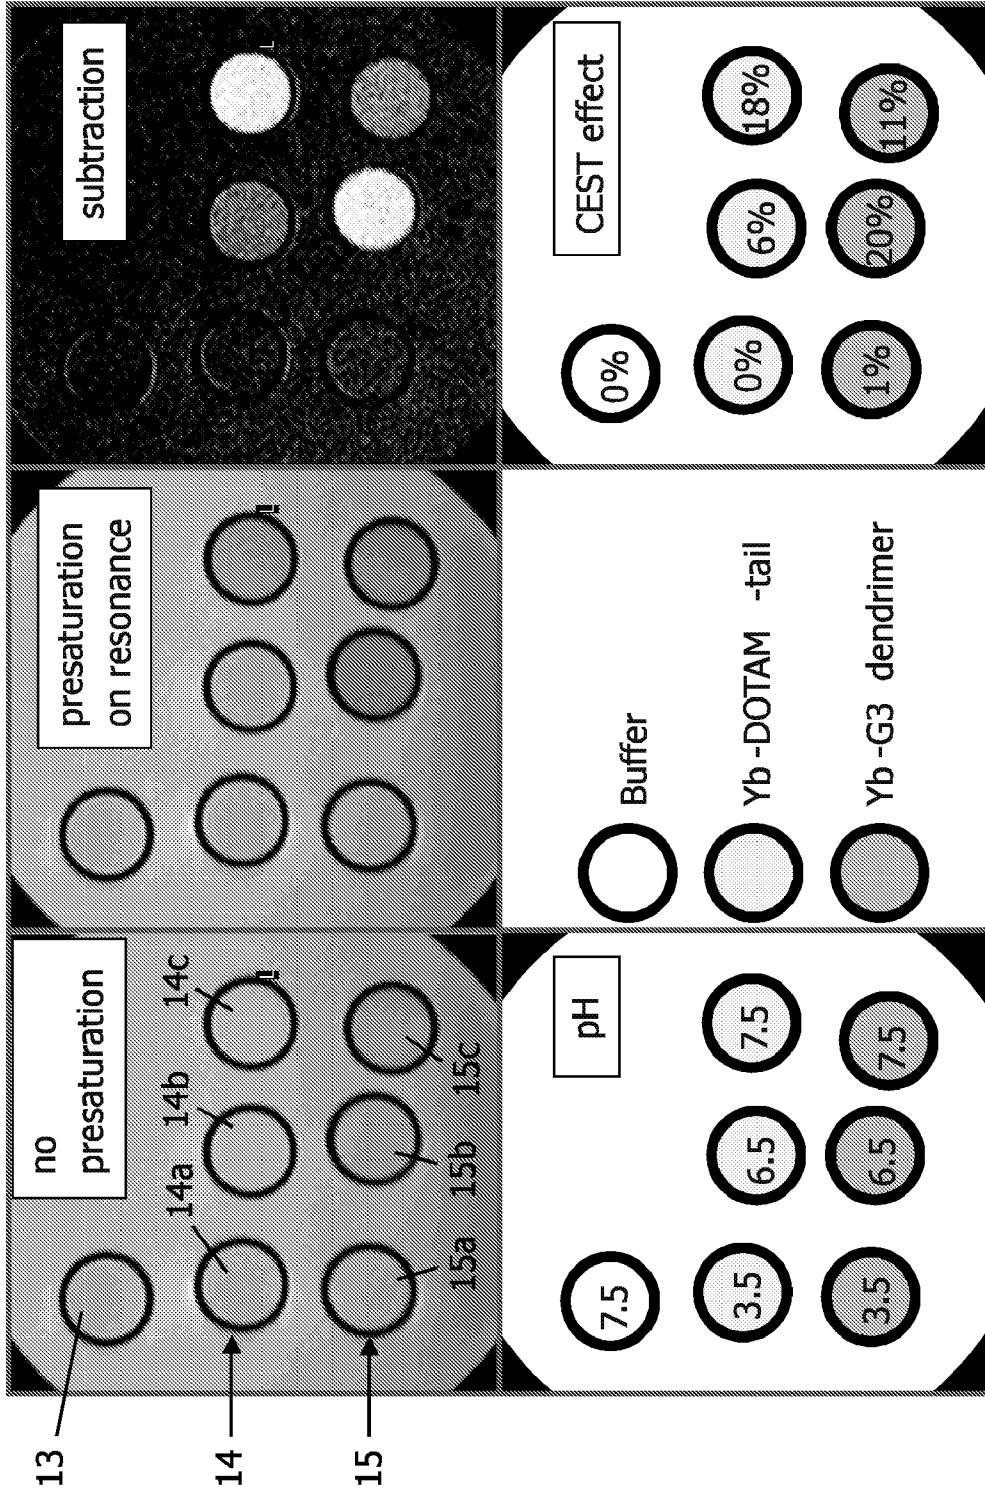 no
presaturation
presaturation
on resonance
subtraction
13
14
14a
14b
14c
15
15a
15b
15c
L
pH
7.5
3.5
6.5
7.5
3.5
6.5
7.5
Buffer
Yb -DOTAM -tail
Yb -G3 dendrimer
CEST effect
0%
0%
6%
18%
1%
20%
11%